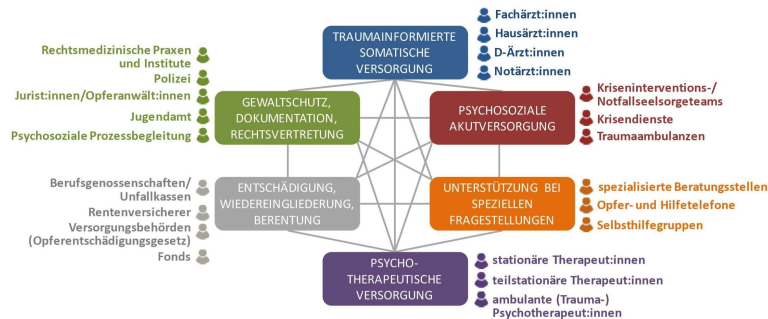 TRAUMAINFORMIERTE
SOMATISCHE
VERSORGUNG
Fachärzt:innen
Hausärzt:innen
D-Ärzt:innen
Notärzt:innen
Rechtsmedizinische Praxen
und Institute
Polizei
Jurist:innen/Opferanwält:innen
Jugendamt
Psychosoziale Prozessbegleitung
GEWALTSCHUTZ,
DOKUMENTATION,
RECHTSVERTRETUNG
PSYCHOSOZIALE
AKUTVERSORGUNG
Kriseninterventions-/
Notfallseelsorgeteams
Krisendienste
Traumaambulanzen
Berufsgenossenschaften/
Unfallkassen
Rentenversicherer
Versorgungsbehörden
(Opferentschädigungsgesetz)
Fonds
ENTSCHÄDIGUNG,
WIEDEREINGLIEDERUNG,
BERENTUNG
UNTERSTÜTZUNG BEI
SPEZIELLEN
FRAGESTELLUNGEN
spezialisierte Beratungsstellen
Opfer- und Hilfetelefone
Selbsthilfegruppen
PSYCHO-
THERAPEUTISCHE
VERSORGUNG
stationäre Therapeut:innen
teilstationäre Therapeut:innen
ambulante (Trauma-)
Psychotherapeut:innen